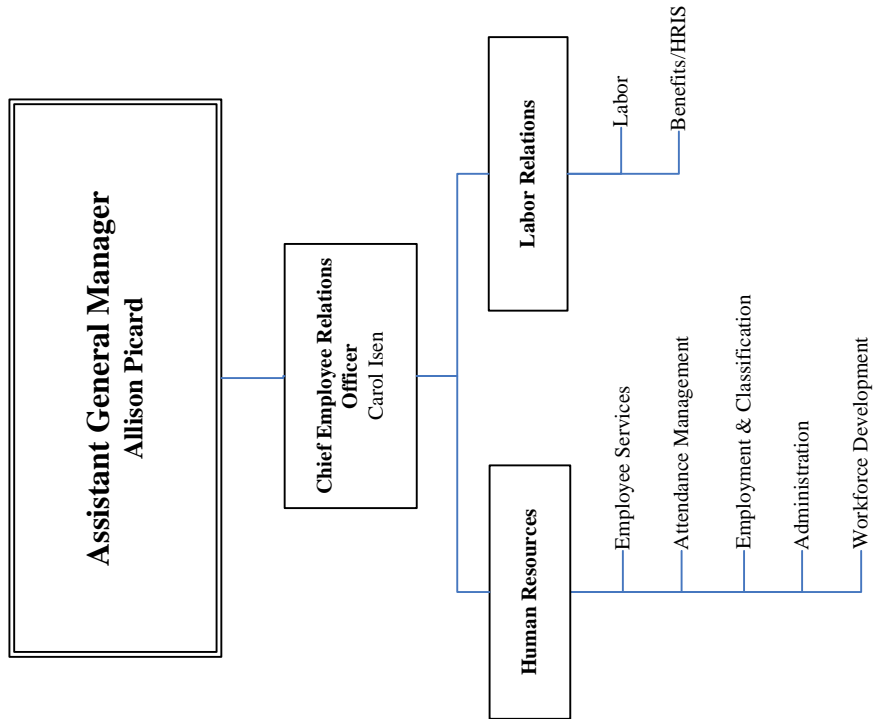 Assistant General Manager
Allison Picard
Chief Employee Relations
Officer
Carol Isen
Human Resources
Employee Services
Attendance Management
Employment & Classification
Administration
Workforce Development
Labor Relations
Labor
Benefits/HRIS